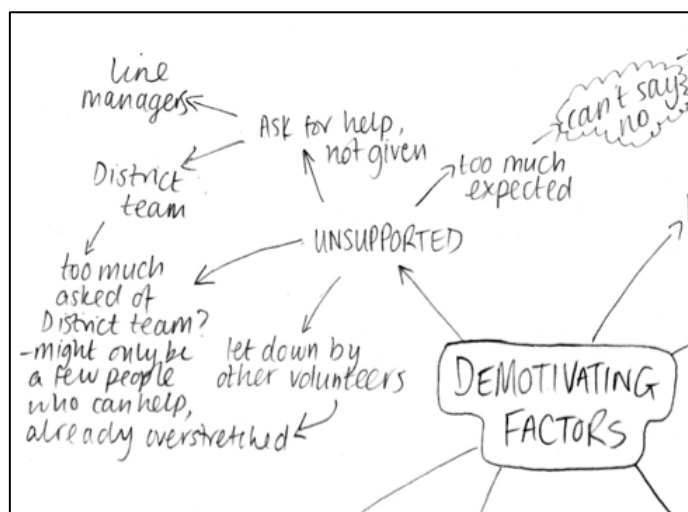 line
managers
Ask for help,
not given
can't say
no
too much
expected
District
team
UNSUPPORTED
too much
asked of
District team?
-might only be
a few people
who can help,
already overstretched
let down by
other volunteers
DEMOTIVATING
FACTORS